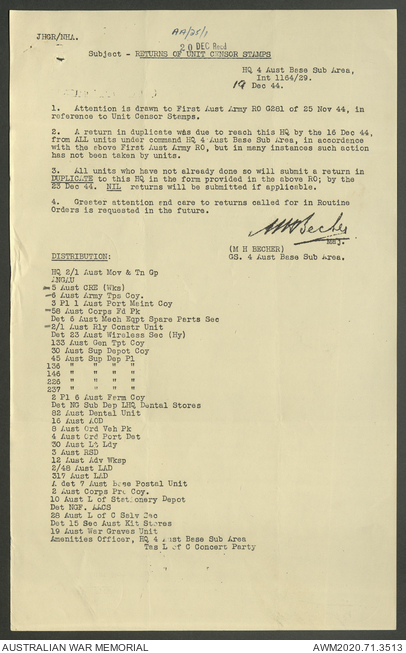 JHGR/NHA.
AA/25/1
20 DEC Recd
Subject - RETURNS OF UNIT CENSOR STAMPS
HQ 4 Aust Base Sub Area,
Int 1164/29.
19 Dec 44.
1. Attention is drawn to First Aust Army RO G281 of 25 Nov 44, in
reference to Unit Censor Stamps.
2. A return in duplicate was due to reach this HQ by the 16 Dec 44,
from ALL units under command HQ 4 Aust Base Sub Area, in accordance
with the above First Aust Army RO, but in many instances such action
has not been taken by units.
3. All units who have not already done so will submit a return in
DUPLICATE to this HQ in the form provided in the above RO; by the
23 Dec 44. NIL returns will be submitted if applicable.
4. Greater attention and care to returns called for in Routine
Orders is requested in the future.
MH Becher
Maj.
(M H BECHER)
GS. 4 Aust Base Sub Area.
DISTRIBUTION:
HQ 2/1 Aust Mov & Tn Gp
ANGAU
5 Aust CRE (Wks)
6 Aust Army Tps Coy.
3 Pl 1 Aust Port Maint Coy
58 Aust Corps Fd Pk
Det 6 Aust Mech Eqpt Spare Parts Sec
2/1 Aust Rly Constr Unit
Det 23 Aust Wireless Sec (Hy)
133 Aust Gen Tpt Coy
30 Aust Sup Depot Coy
45 Aust Sup Dep Pl
136 " " " "
146 " " " "
226 " " " "
237 " " " "
2 Pl 6 Aust Farm Coy
Det NG Sub Dep LHQ Dental Stores
82 Aust Dental Unit
16 Aust AOD
8 Aust Ord Veh Pk
4 Aust Ord Port Det
30 Aust Lt Ldy
3 Aust RSD
12 Aust Adv Wksp
2/48 Aust LAD
317 Aust LAD
A det 7 Aust base Postal Unit
2 Aust Corps Pro Coy.
10 Aust L of Stationery Depot
Det NGF. AACS
28 Aust L of C Salv Sec
Det 15 Sec Aust Kit Stores
19 Aust War Graves Unit
Amenities Officer, HQ 4 Aust Base Sub Area
Tas L of C Concert Party
AUSTRALIAN WAR MEMORIAL
AWM2020.71.3513